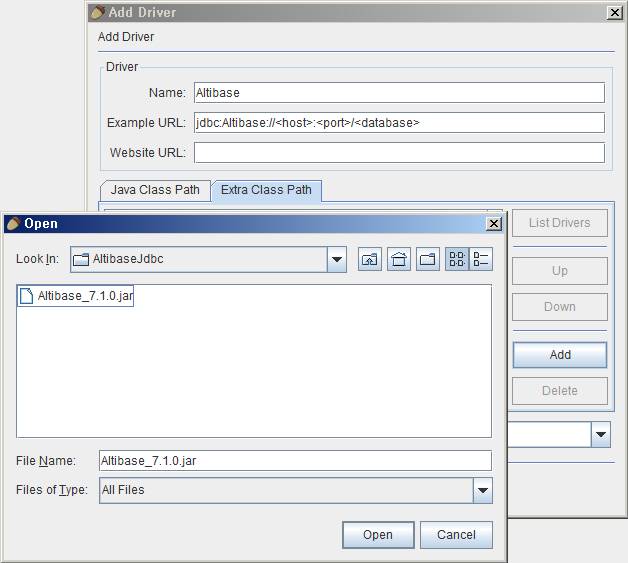 Add Driver
Add Driver
Driver
Name: Altibase
Example URL: jdbc:Altibase://<host>:<port>/<database>
Website URL:
Java Class Path Extra Class Path
List Drivers
Up
Down
Add
Delete
Open
Look In: AltibaseJdbc
Altibase_7.1.0.jar
File Name: Altibase_7.1.0.jar
Files of Type: All Files
Open Cancel